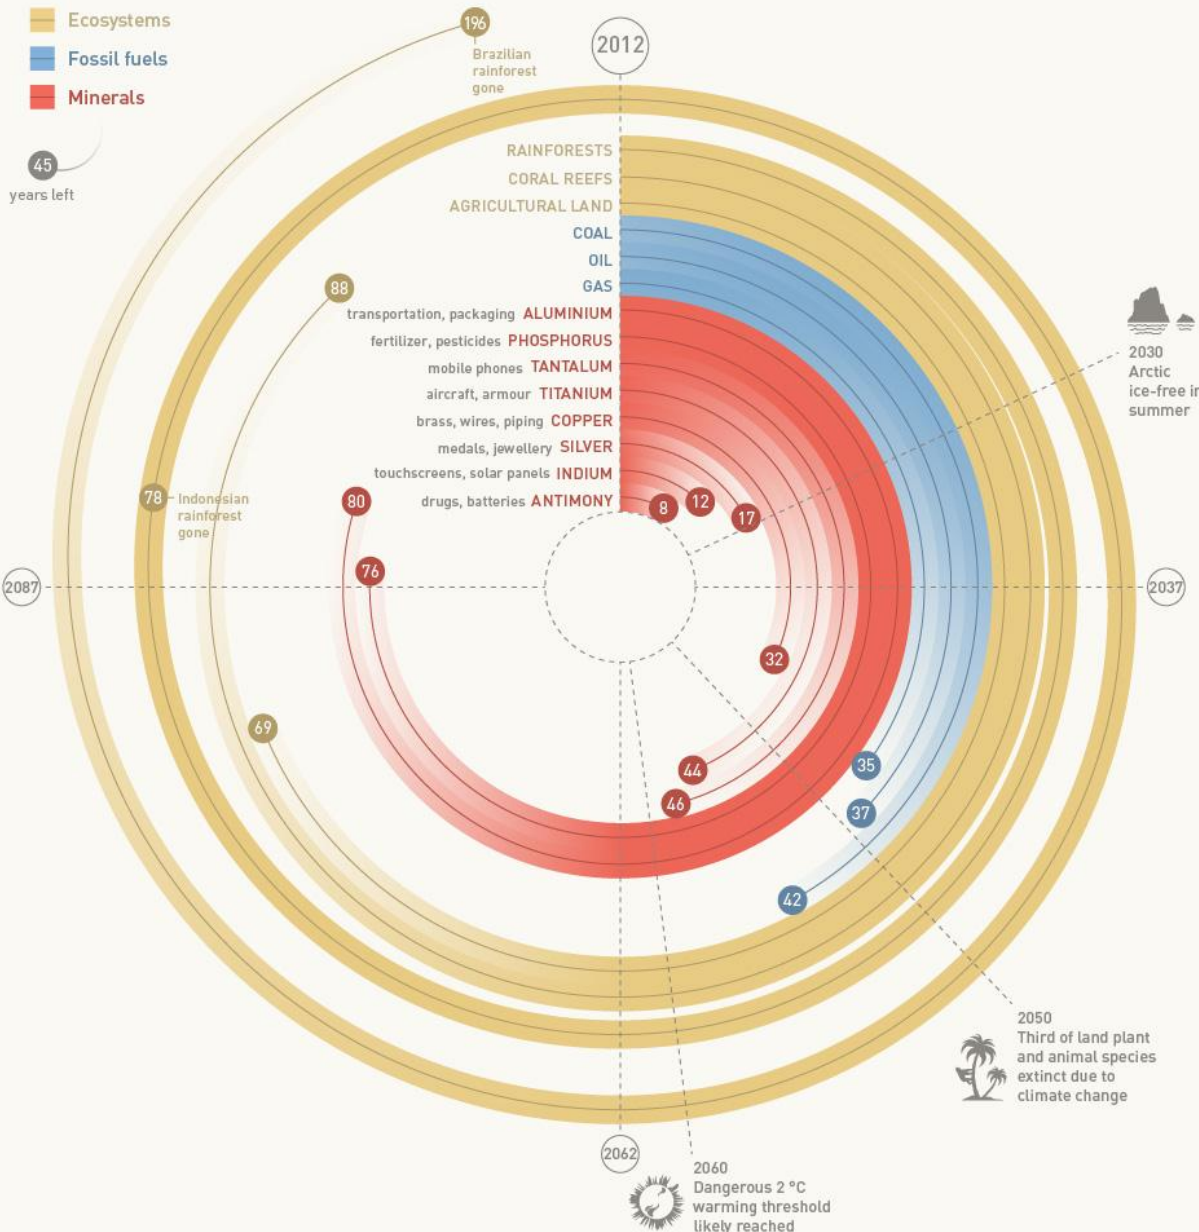 Ecosystems
Fossil fuels
Minerals
45
years left
196
Brazilian
rainforest
gone
2012
RAINFORESTS
CORAL REEFS
AGRICULTURAL LAND
COAL
OIL
GAS
88
transportation, packaging ALUMINIUM
fertilizer, pesticides PHOSPHORUS
mobile phones TANTALUM
aircraft, armour TITANIUM
brass, wires, piping COPPER
medals, jewellery SILVER
touchscreens, solar panels INDIUM
drugs, batteries ANTIMONY
8
12
17
80
76
78
Indonesian
rainforest
gone
2030
Arctic
ice-free in
summer
2087
2037
32
69
35
37
44
46
42
2050
Third of land plant
and animal species
extinct due to
climate change
2062
2060
Dangerous 2 °C
warming threshold
likely reached